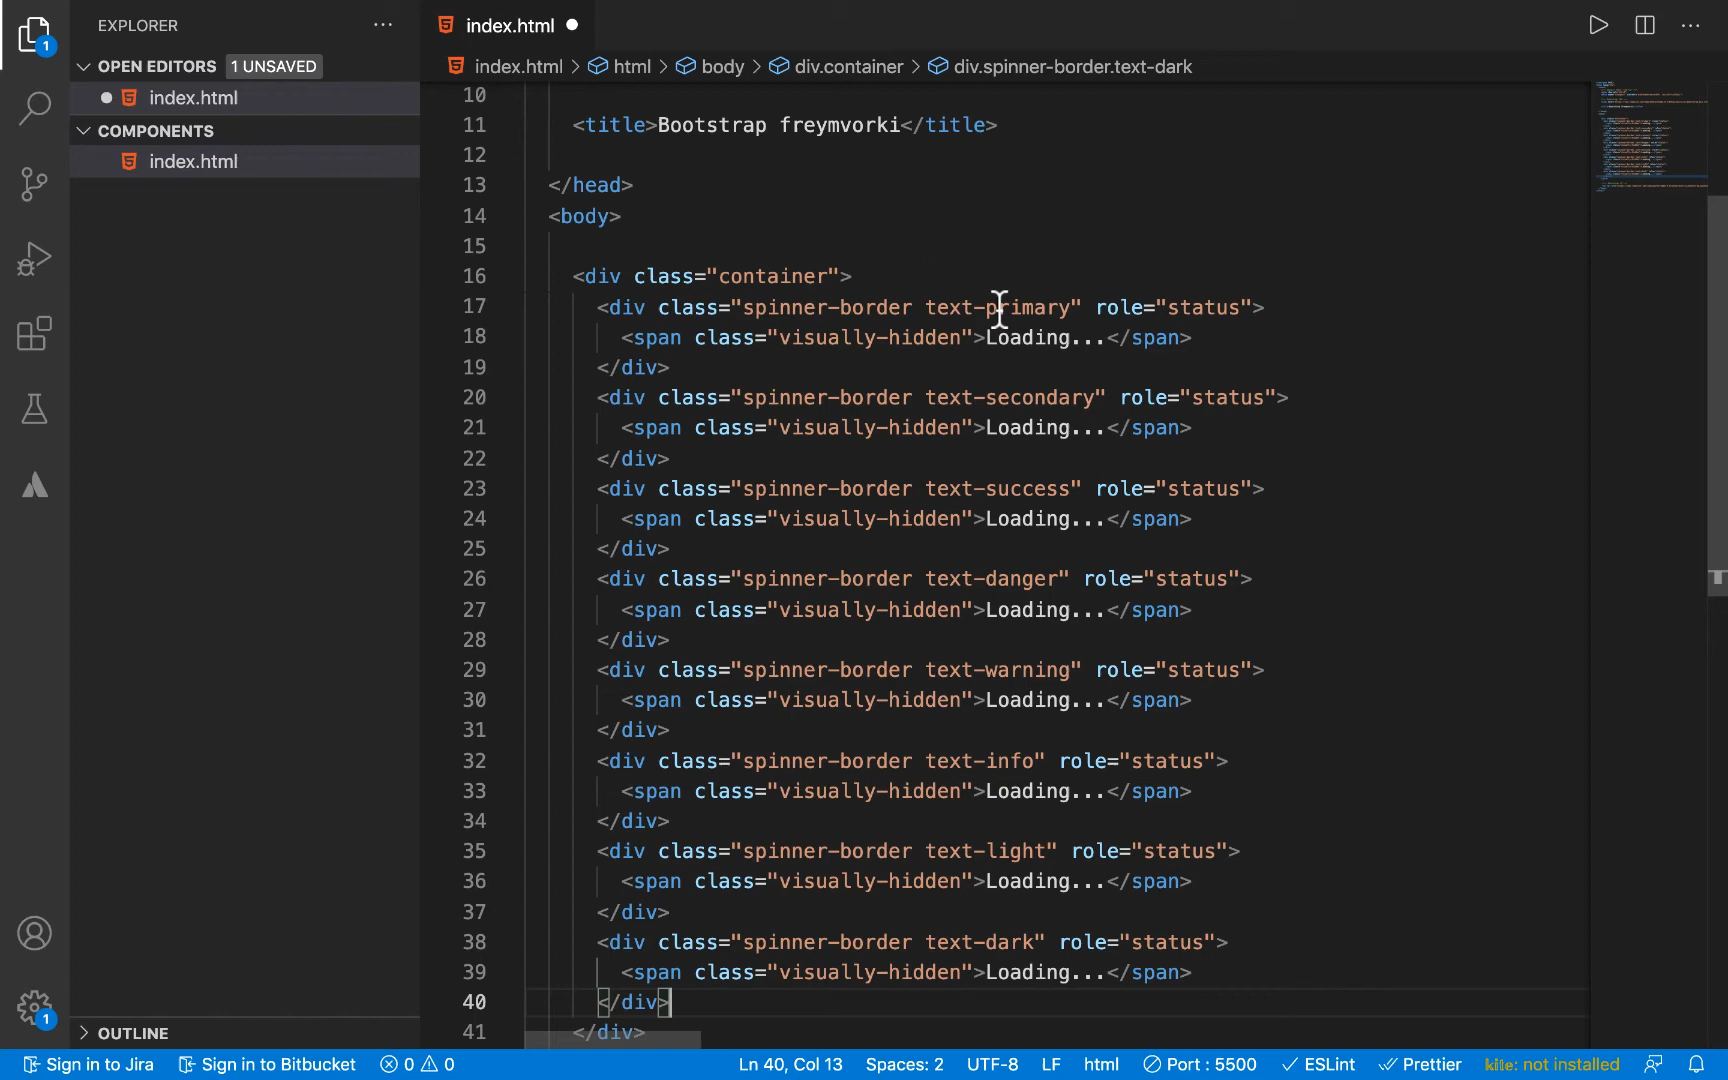 EXPLORER
index.html
index.html > html > body > div.container > div.spinner-border.text-dark
OPEN EDITORS 1 UNSAVED
index.html
COMPONENTS
index.html
10
11 <title>Bootstrap freymvorki</title>
12
13 </head>
14 <body>
15
16 <div class="container">
17 <div class="spinner-border text-primary" role="status">
18 <span class="visually-hidden">Loading...</span>
19 </div>
20 <div class="spinner-border text-secondary" role="status">
21 <span class="visually-hidden">Loading...</span>
22 </div>
23 <div class="spinner-border text-success" role="status">
24 <span class="visually-hidden">Loading...</span>
25 </div>
26 <div class="spinner-border text-danger" role="status">
27 <span class="visually-hidden">Loading...</span>
28 </div>
29 <div class="spinner-border text-warning" role="status">
30 <span class="visually-hidden">Loading...</span>
31 </div>
32 <div class="spinner-border text-info" role="status">
33 <span class="visually-hidden">Loading...</span>
34 </div>
35 <div class="spinner-border text-light" role="status">
36 <span class="visually-hidden">Loading...</span>
37 </div>
38 <div class="spinner-border text-dark" role="status">
39 <span class="visually-hidden">Loading...</span>
40 </div>
41 </div>
1
1
OUTLINE
Sign in to Jira Sign in to Bitbucket 0 0 Ln 40, Col 13 Spaces: 2 UTF-8 LF html Port : 5500 ESLint Prettier kite: not installed